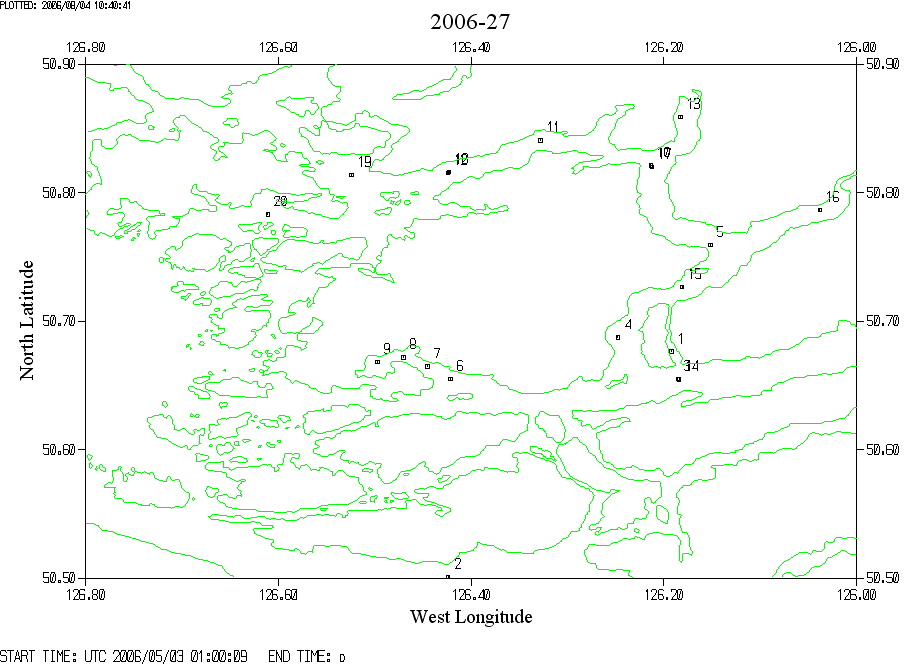 PLOTTED: 2006/08/04 10:40:41
2006-27
126.80 126.60 126.40 126.20 126.00
50.90 50.90
13
11
19
50.80 50.80
16
20
5
15
50.70 4 50.70
1
9 8 7
6 14
50.60 50.60
2
50.50 50.50
126.80 126.60 126.40 126.20 126.00
North Latitude
West Longitude
START TIME: UTC 2006/05/03 01:00:09 END TIME: 0